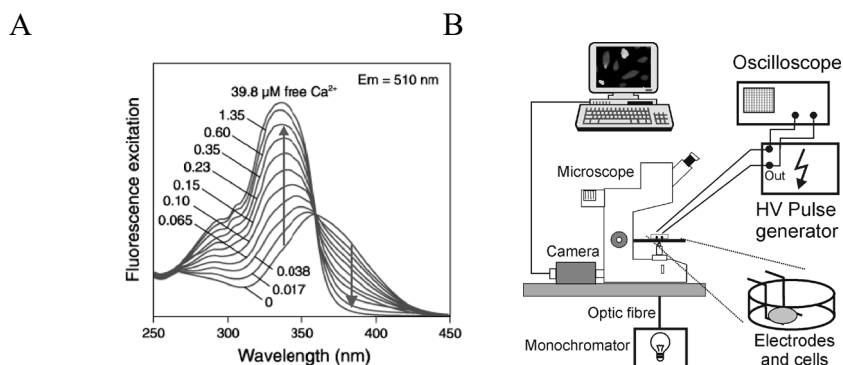 A
Fluorescence excitation
39.8 µM free Ca²⁺
Em = 510 nm
1.35
0.60
0.35
0.23
0.15
0.10
0.065
0.038
0.017
0
250
300
350
400
450
Wavelength (nm)
B
Oscilloscope
Microscope
Out
HV Pulse
generator
Camera
Optic fibre
Monochromator
Electrodes
and cells